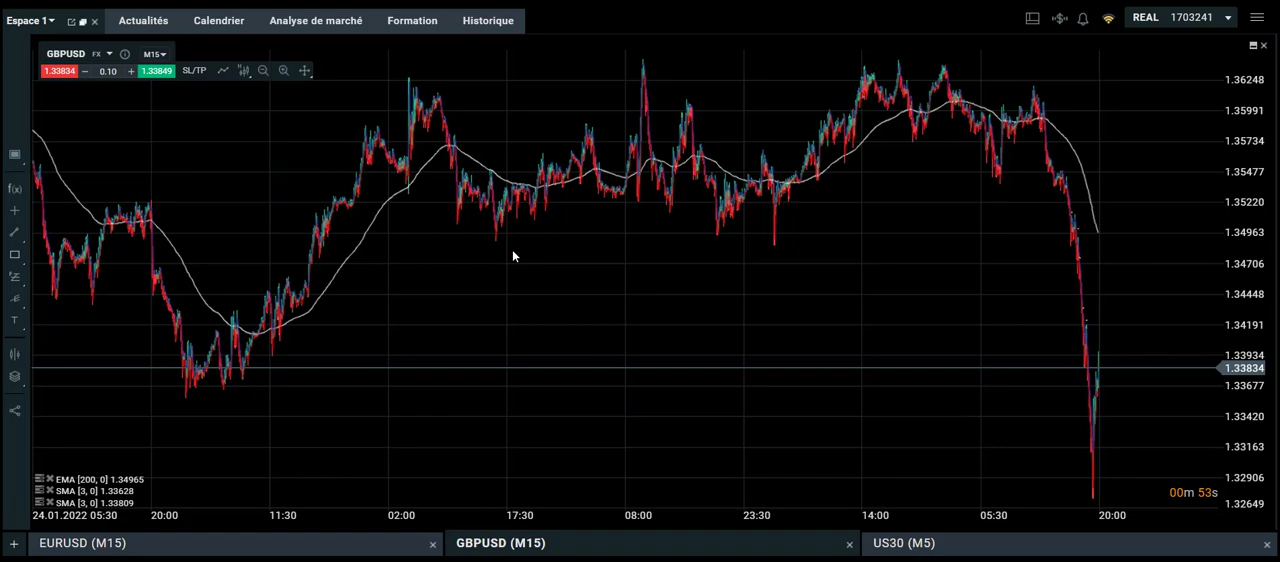 Espace 1 Actualités Calendrier Analyse de marché Formation Historique REAL 1703241
GBPUSD FX M15
1.33834 − 0.10 + 1.33849 SL/TP
1.36248
1.35991
1.35734
1.35477
1.35220
1.34963
1.34706
1.34448
1.34191
1.33934
1.33834
1.33677
1.33420
1.33163
1.32906
1.32649
f(x)
T
EMA [200, 0] 1.34965
SMA [3, 0] 1.33628
SMA [3, 0] 1.33809
00m 53s
24.01.2022 05:30 20:00 11:30 02:00 17:30 08:00 23:30 14:00 05:30 20:00
+ EURUSD (M15) × GBPUSD (M15) × US30 (M5) ×